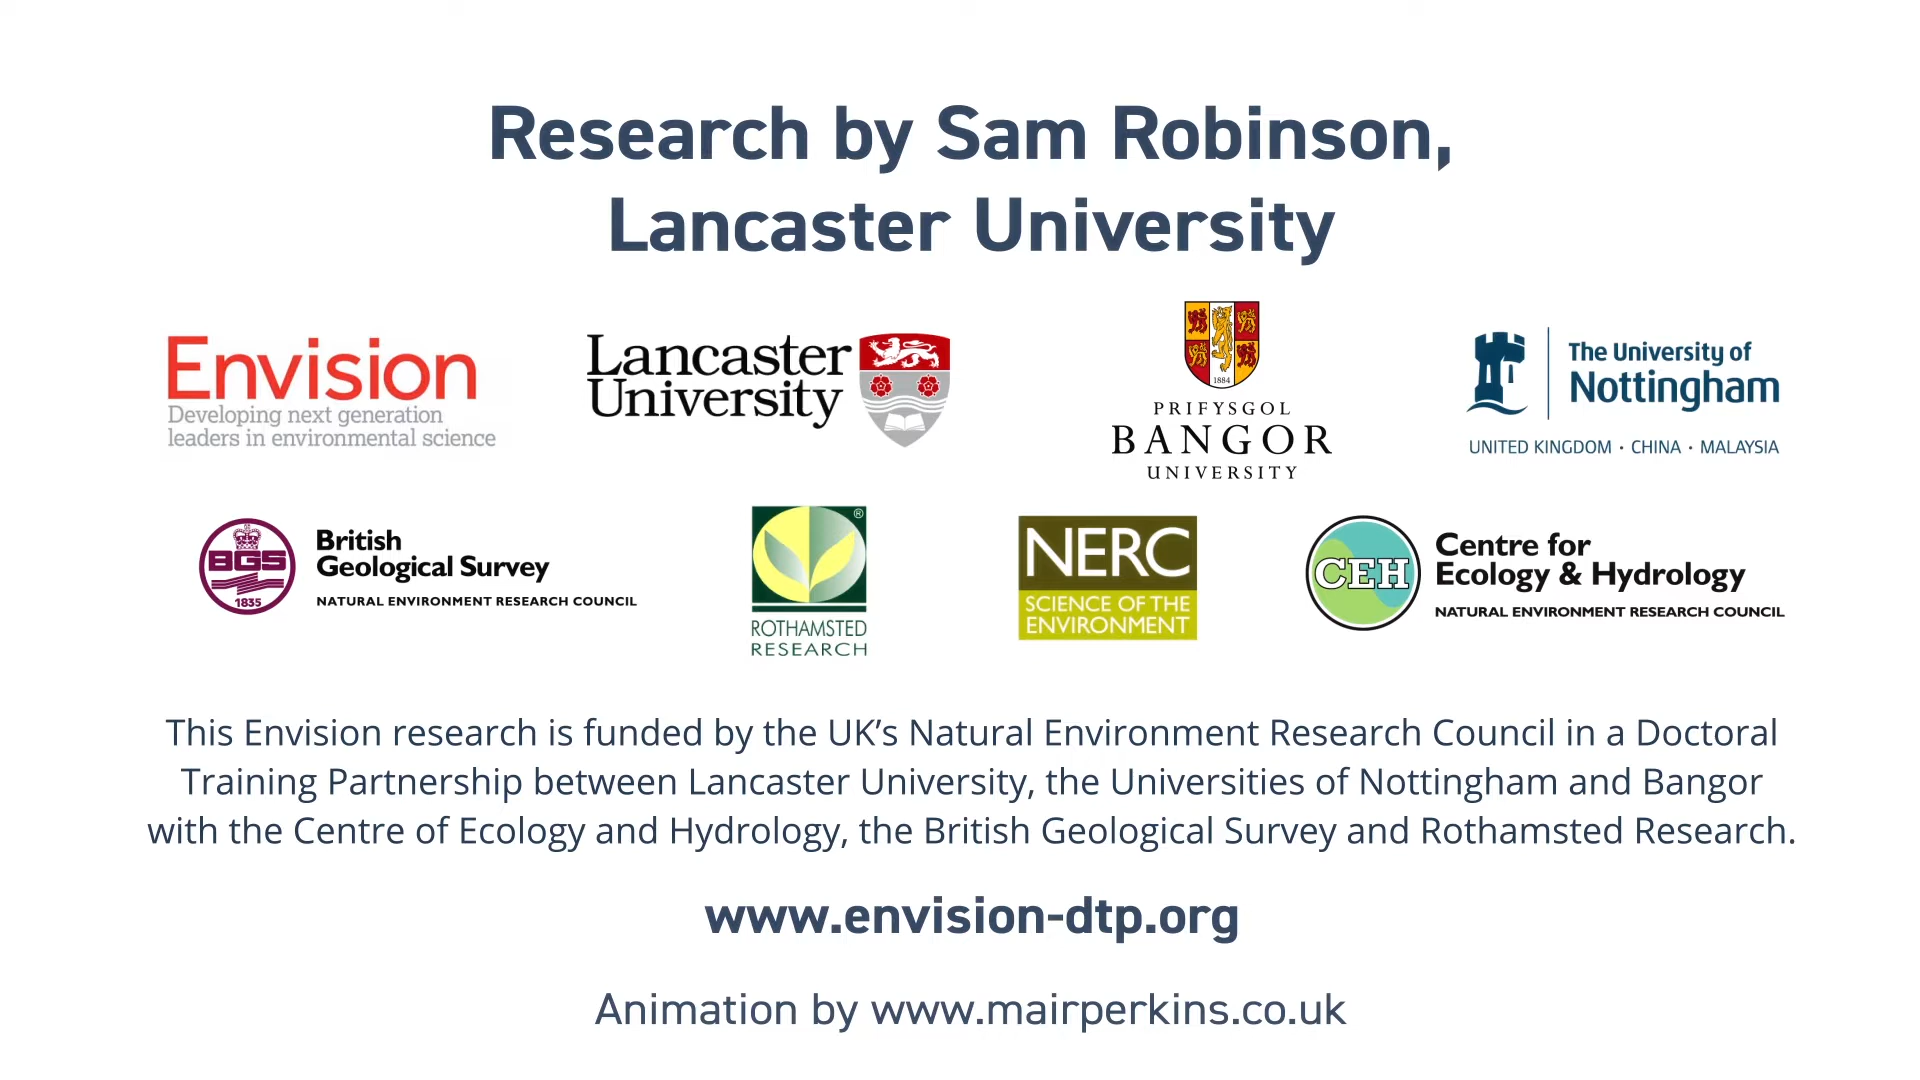 Research by Sam Robinson,
Lancaster University
Envision
Developing next generation
leaders in environmental science
Lancaster
University
1884
PRIFYSGOL
BANGOR
UNIVERSITY
The University of
Nottingham
UNITED KINGDOM · CHINA · MALAYSIA
BGS
1835
British
Geological Survey
NATURAL ENVIRONMENT RESEARCH COUNCIL
®
ROTHAMSTED
RESEARCH
NERC
SCIENCE OF THE
ENVIRONMENT
CEH
Centre for
Ecology & Hydrology
NATURAL ENVIRONMENT RESEARCH COUNCIL
This Envision research is funded by the UK’s Natural Environment Research Council in a Doctoral
Training Partnership between Lancaster University, the Universities of Nottingham and Bangor
with the Centre of Ecology and Hydrology, the British Geological Survey and Rothamsted Research.
www.envision-dtp.org
Animation by www.mairperkins.co.uk